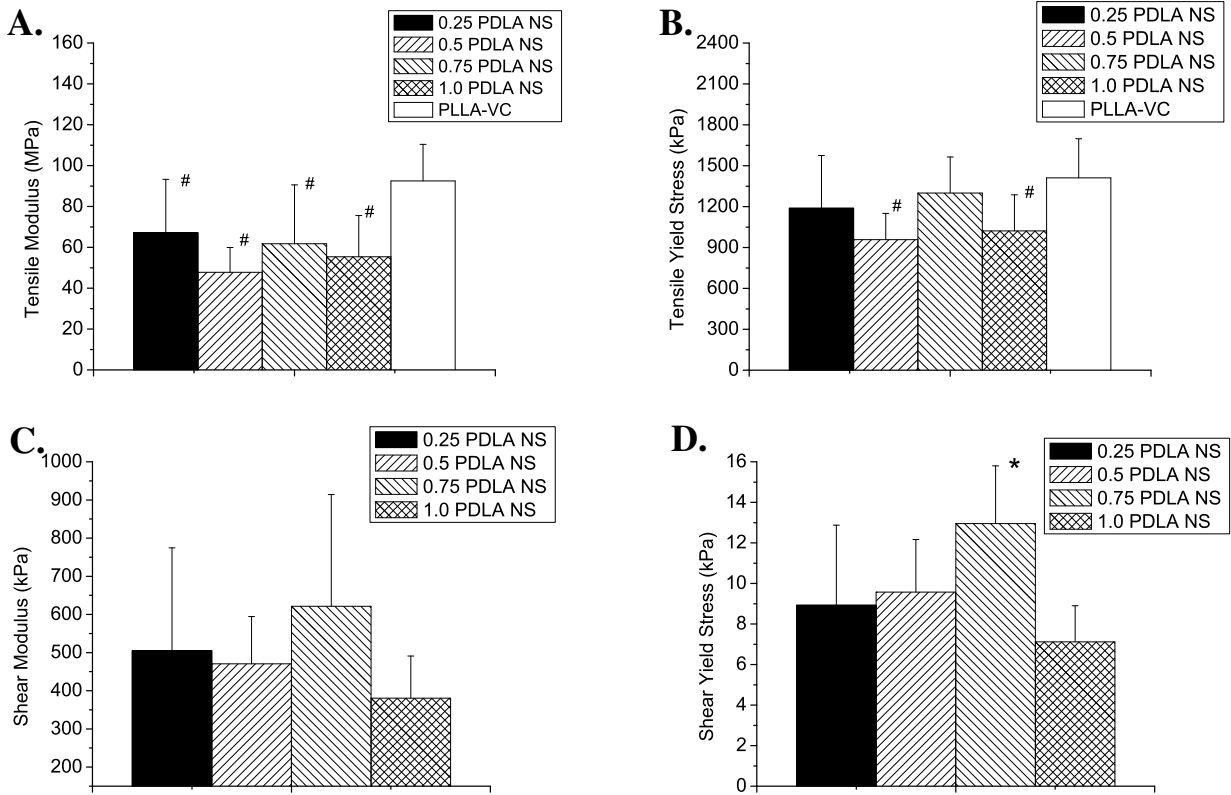 A.
0.25 PDLA NS
0.5 PDLA NS
0.75 PDLA NS
1.0 PDLA NS
PLLA-VC
Tensile Modulus (MPa)
160
140
120
100
80
60
40
20
0
#
#
#
#
B.
0.25 PDLA NS
0.5 PDLA NS
0.75 PDLA NS
1.0 PDLA NS
PLLA-VC
Tensile Yield Stress (kPa)
2400
2100
1800
1500
1200
900
600
300
0
#
#
C.
0.25 PDLA NS
0.5 PDLA NS
0.75 PDLA NS
1.0 PDLA NS
Shear Modulus (kPa)
1000
900
800
700
600
500
400
300
200
D.
0.25 PDLA NS
0.5 PDLA NS
0.75 PDLA NS
1.0 PDLA NS
Shear Yield Stress (kPa)
16
14
12
10
8
6
4
2
0
*